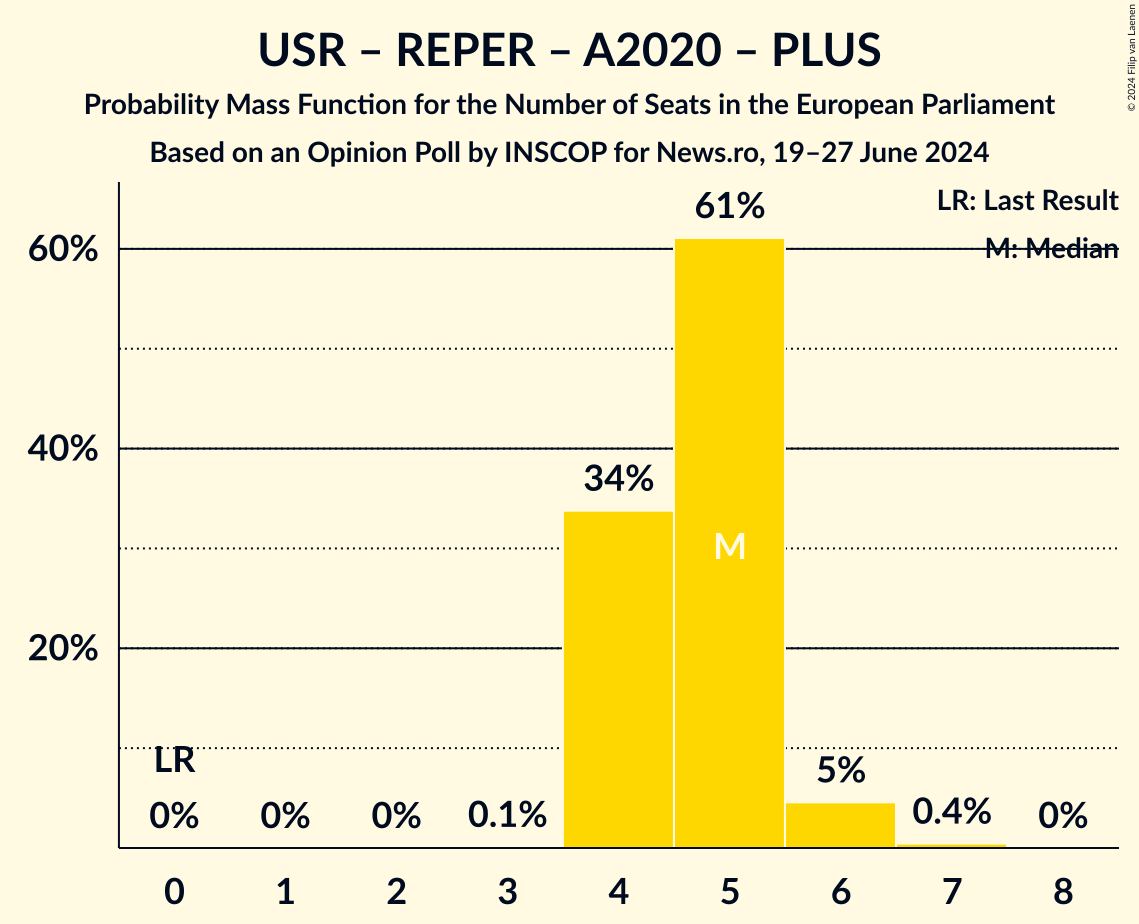 USR – REPER – A2020 – PLUS
Probability Mass Function for the Number of Seats in the European Parliament
Based on an Opinion Poll by INSCOP for News.ro, 19–27 June 2024
© 2024 Filip van Laenen
LR: Last Result
M: Median
60%
40%
20%
61%
34%
M
LR
0%
0%
0%
0.1%
5%
0.4%
0%
0
1
2
3
4
5
6
7
8